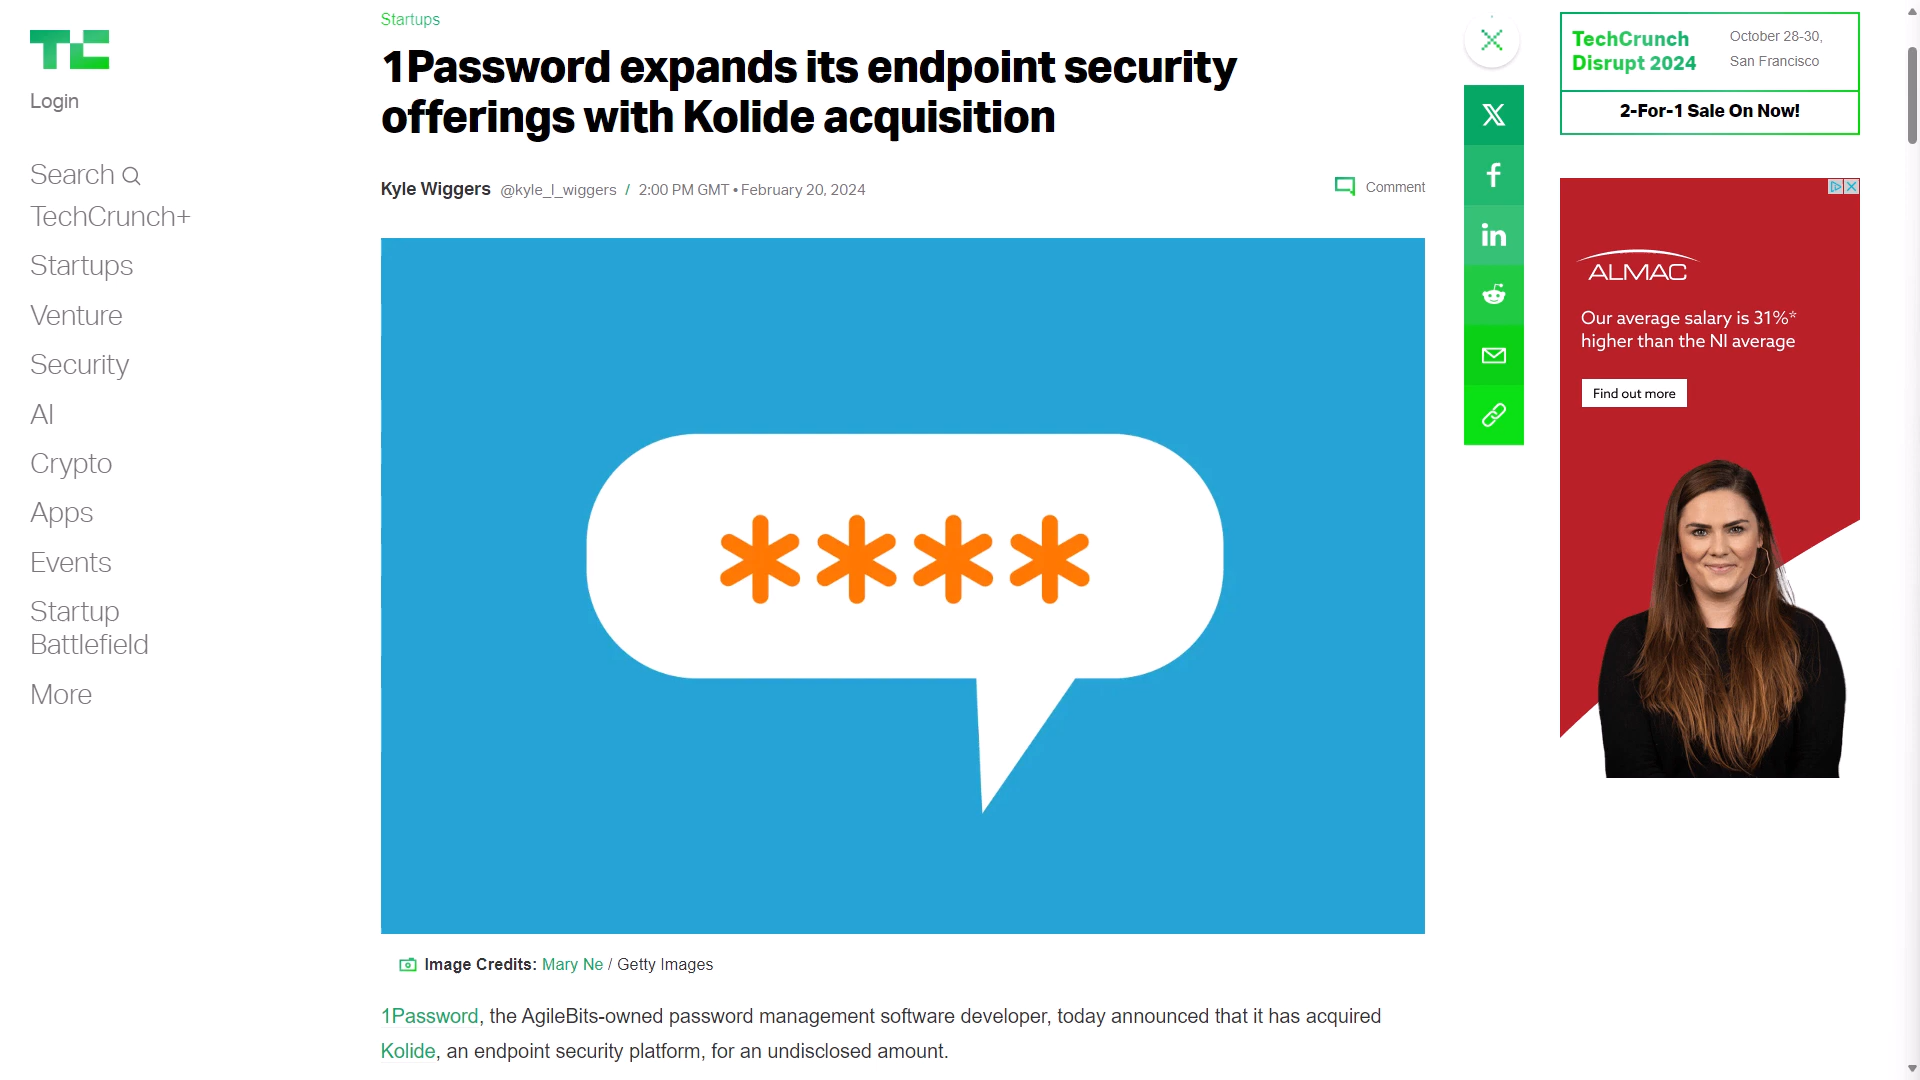 TC
Login
Search
TechCrunch+
Startups
Venture
Security
AI
Crypto
Apps
Events
Startup
Battlefield
More
Startups
1Password expands its endpoint security
offerings with Kolide acquisition
Kyle Wiggers @kyle_l_wiggers / 2:00 PM GMT • February 20, 2024
Comment
****
Image Credits: Mary Ne / Getty Images
1Password, the AgileBits-owned password management software developer, today announced that it has acquired
Kolide, an endpoint security platform, for an undisclosed amount.
TechCrunch
Disrupt 2024
October 28-30,
San Francisco
2-For-1 Sale On Now!
ALMAC
Our average salary is 31%*
higher than the NI average
Find out more